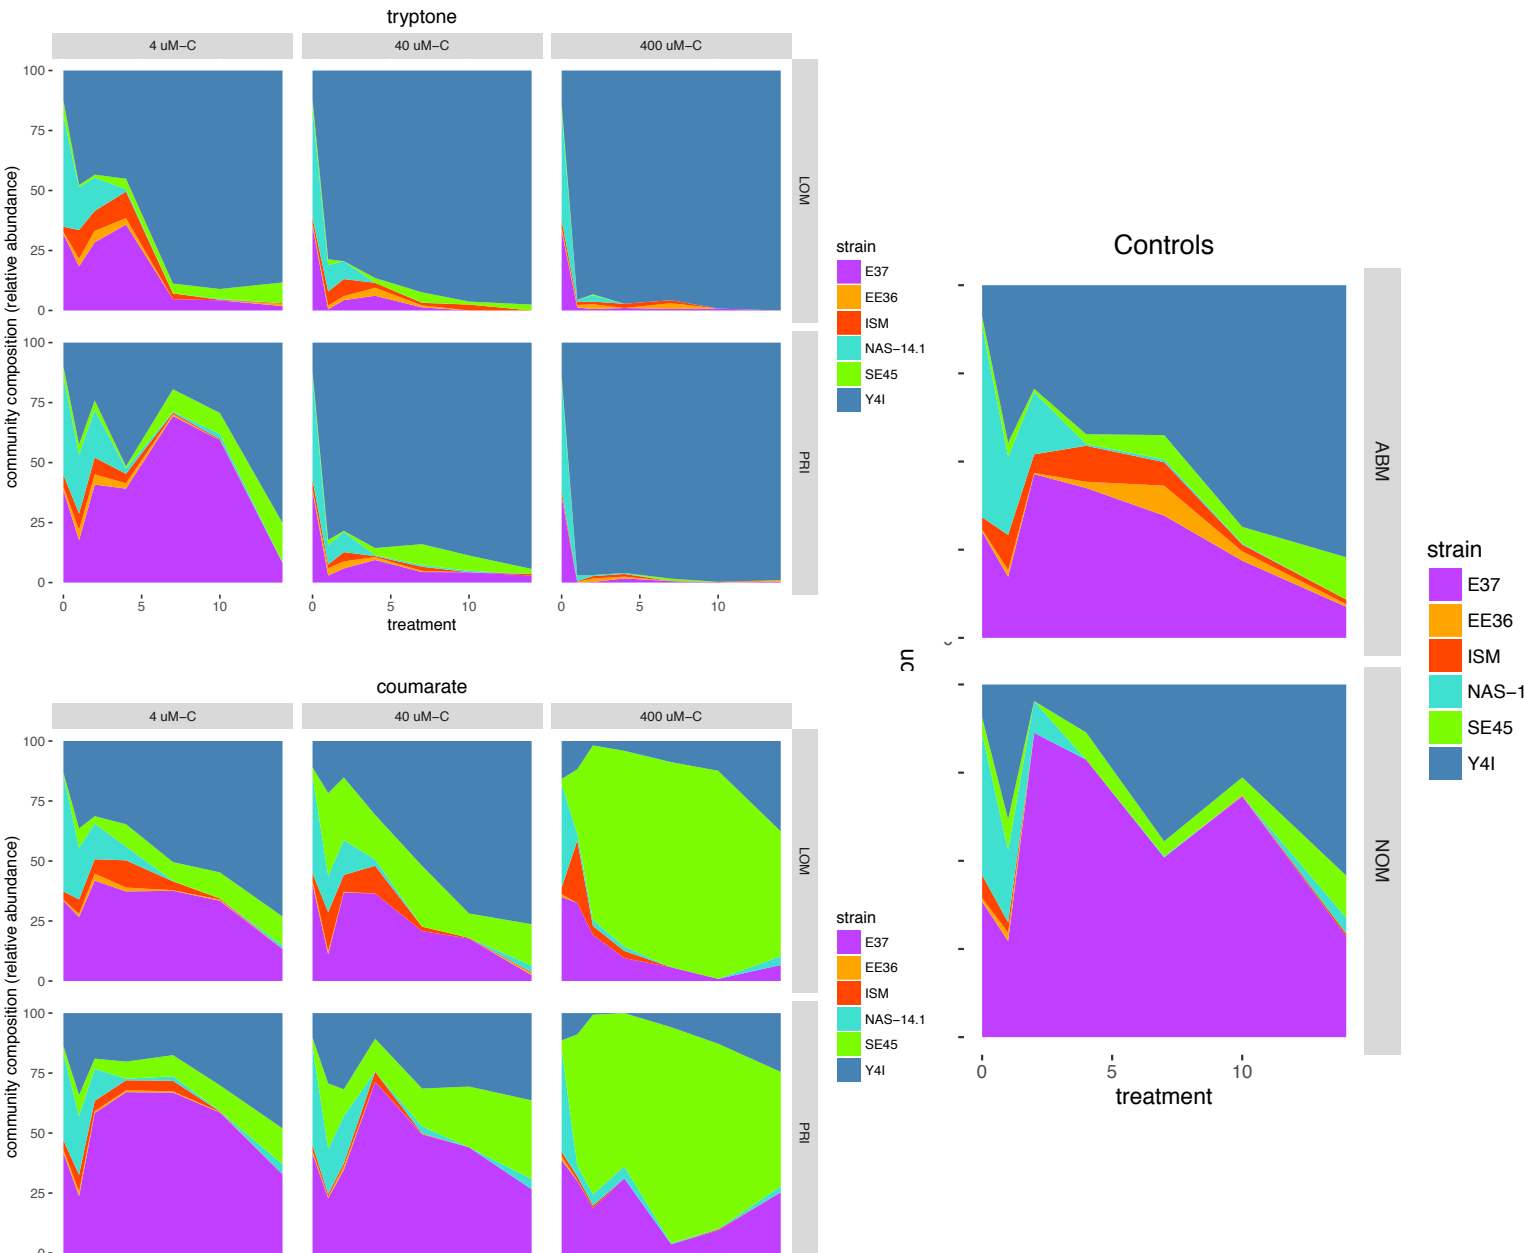 tryptone
4 uM−C
40 uM−C
400 uM−C
community composition (relative abundance)
100
75
50
25
0
LOM
100
75
50
25
0
PRI
0
5
10
0
5
10
0
5
10
treatment
strain
E37
EE36
ISM
NAS−14.1
SE45
Y4I
coumarate
4 uM−C
40 uM−C
400 uM−C
community composition (relative abundance)
100
75
50
25
0
LOM
100
75
50
25
PRI
strain
E37
EE36
ISM
NAS−14.1
SE45
Y4I
Controls
ABM
NOM
0
5
10
treatment
strain
E37
EE36
ISM
NAS−1
SE45
Y4I